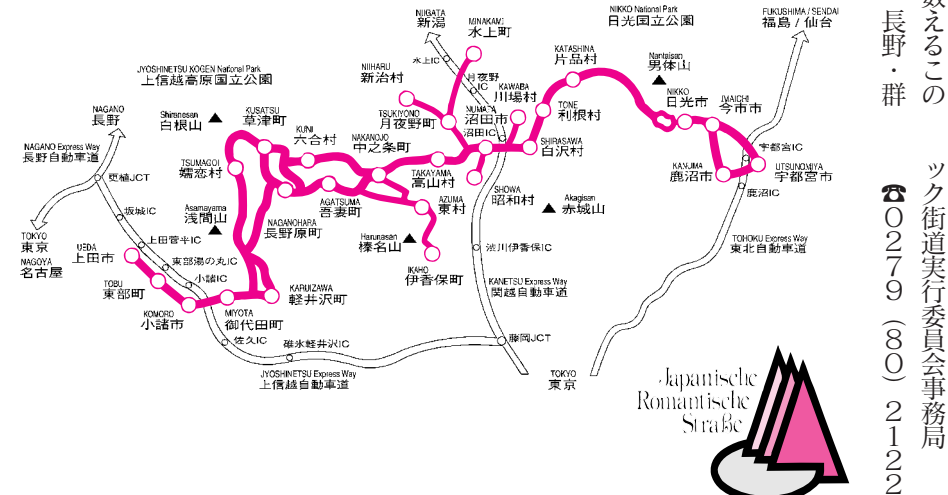 数えるこの
長野・群
ック街道実行委員会事務局
☎0279（80）2122
NIIGATA
新潟
MINAKAMI
水上町
NIKKO National Park
日光国立公園
FUKUSHIMA / SENDAI
福島 / 仙台
JYOSHINETSU KOGEN National Park
上信越高原国立公園
水上IC
NIIHARU
新治村
月夜野
IC
KAWABA
川場村
KATASHINA
片品村
Nantaisan
男体山
NIKKO
日光市
IMAICHI
今市市
NAGANO
長野
Shiranesan
白根山
KUSATSU
草津町
KUNI
六合村
NAKANOJO
中之条町
TSUKIYONO
月夜野町
NUMATA
沼田市
沼田IC
TONE
利根村
SHIRASAWA
白沢村
宇都宮IC
NAGANO Express Way
長野自動車道
更植JCT
TSUMAGOI
嬬恋村
TAKAYAMA
高山村
KANUMA
鹿沼市
UTSUNOMIYA
宇都宮市
鹿沼IC
坂城IC
Asamayama
浅間山
NAGANOHARA
長野原町
AGATSUMA
吾妻町
AZUMA
東村
SHOWA
昭和村
Akagisan
赤城山
TOKYO
東京
NAGOYA
名古屋
UEDA
上田市
上田菅平IC
東部湯の丸IC
小諸IC
Harunasan
榛名山
渋川伊香保IC
TOHOKU Express Way
東北自動車道
TOBU
東部町
IKAHO
伊香保町
KANETSU Express Way
関越自動車道
KOMORO
小諸市
MIYOTA
御代田町
KARUIZAWA
軽井沢町
佐久IC
碓氷軽井沢IC
藤岡JCT
JYOSHINETSU Express Way
上信越自動車道
TOKYO
東京
Japanische
Romantische
Straße